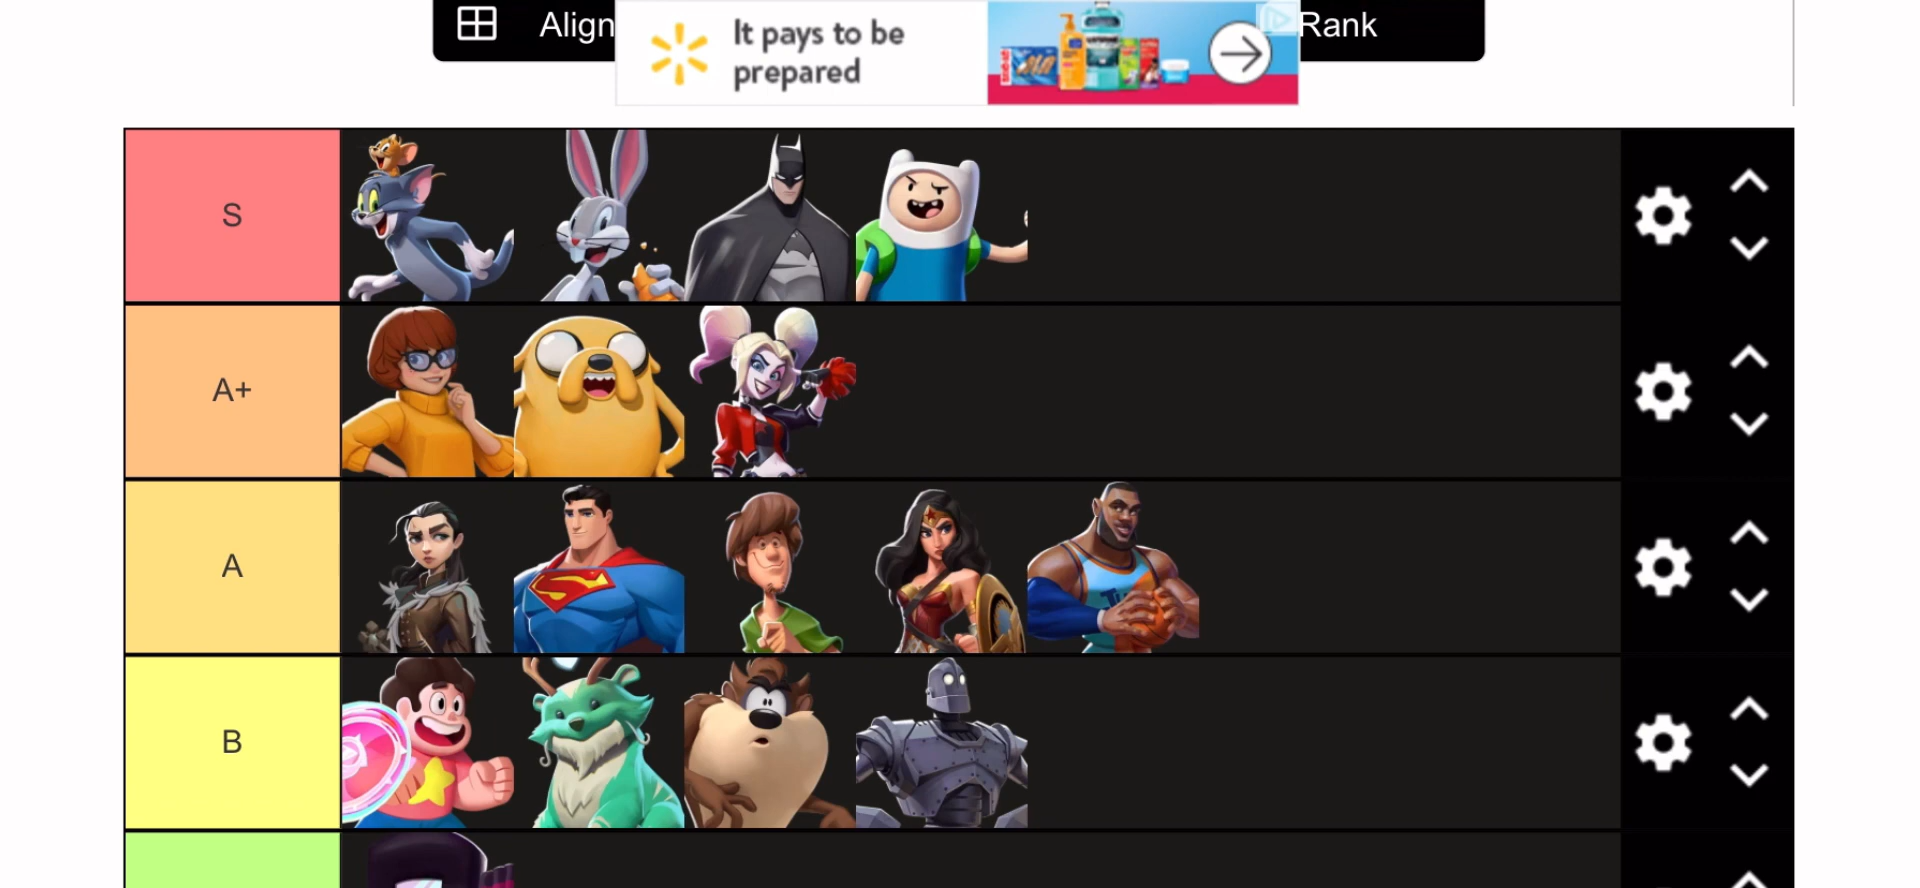 Align
It pays to be
prepared
Rank
S
A+
A
B